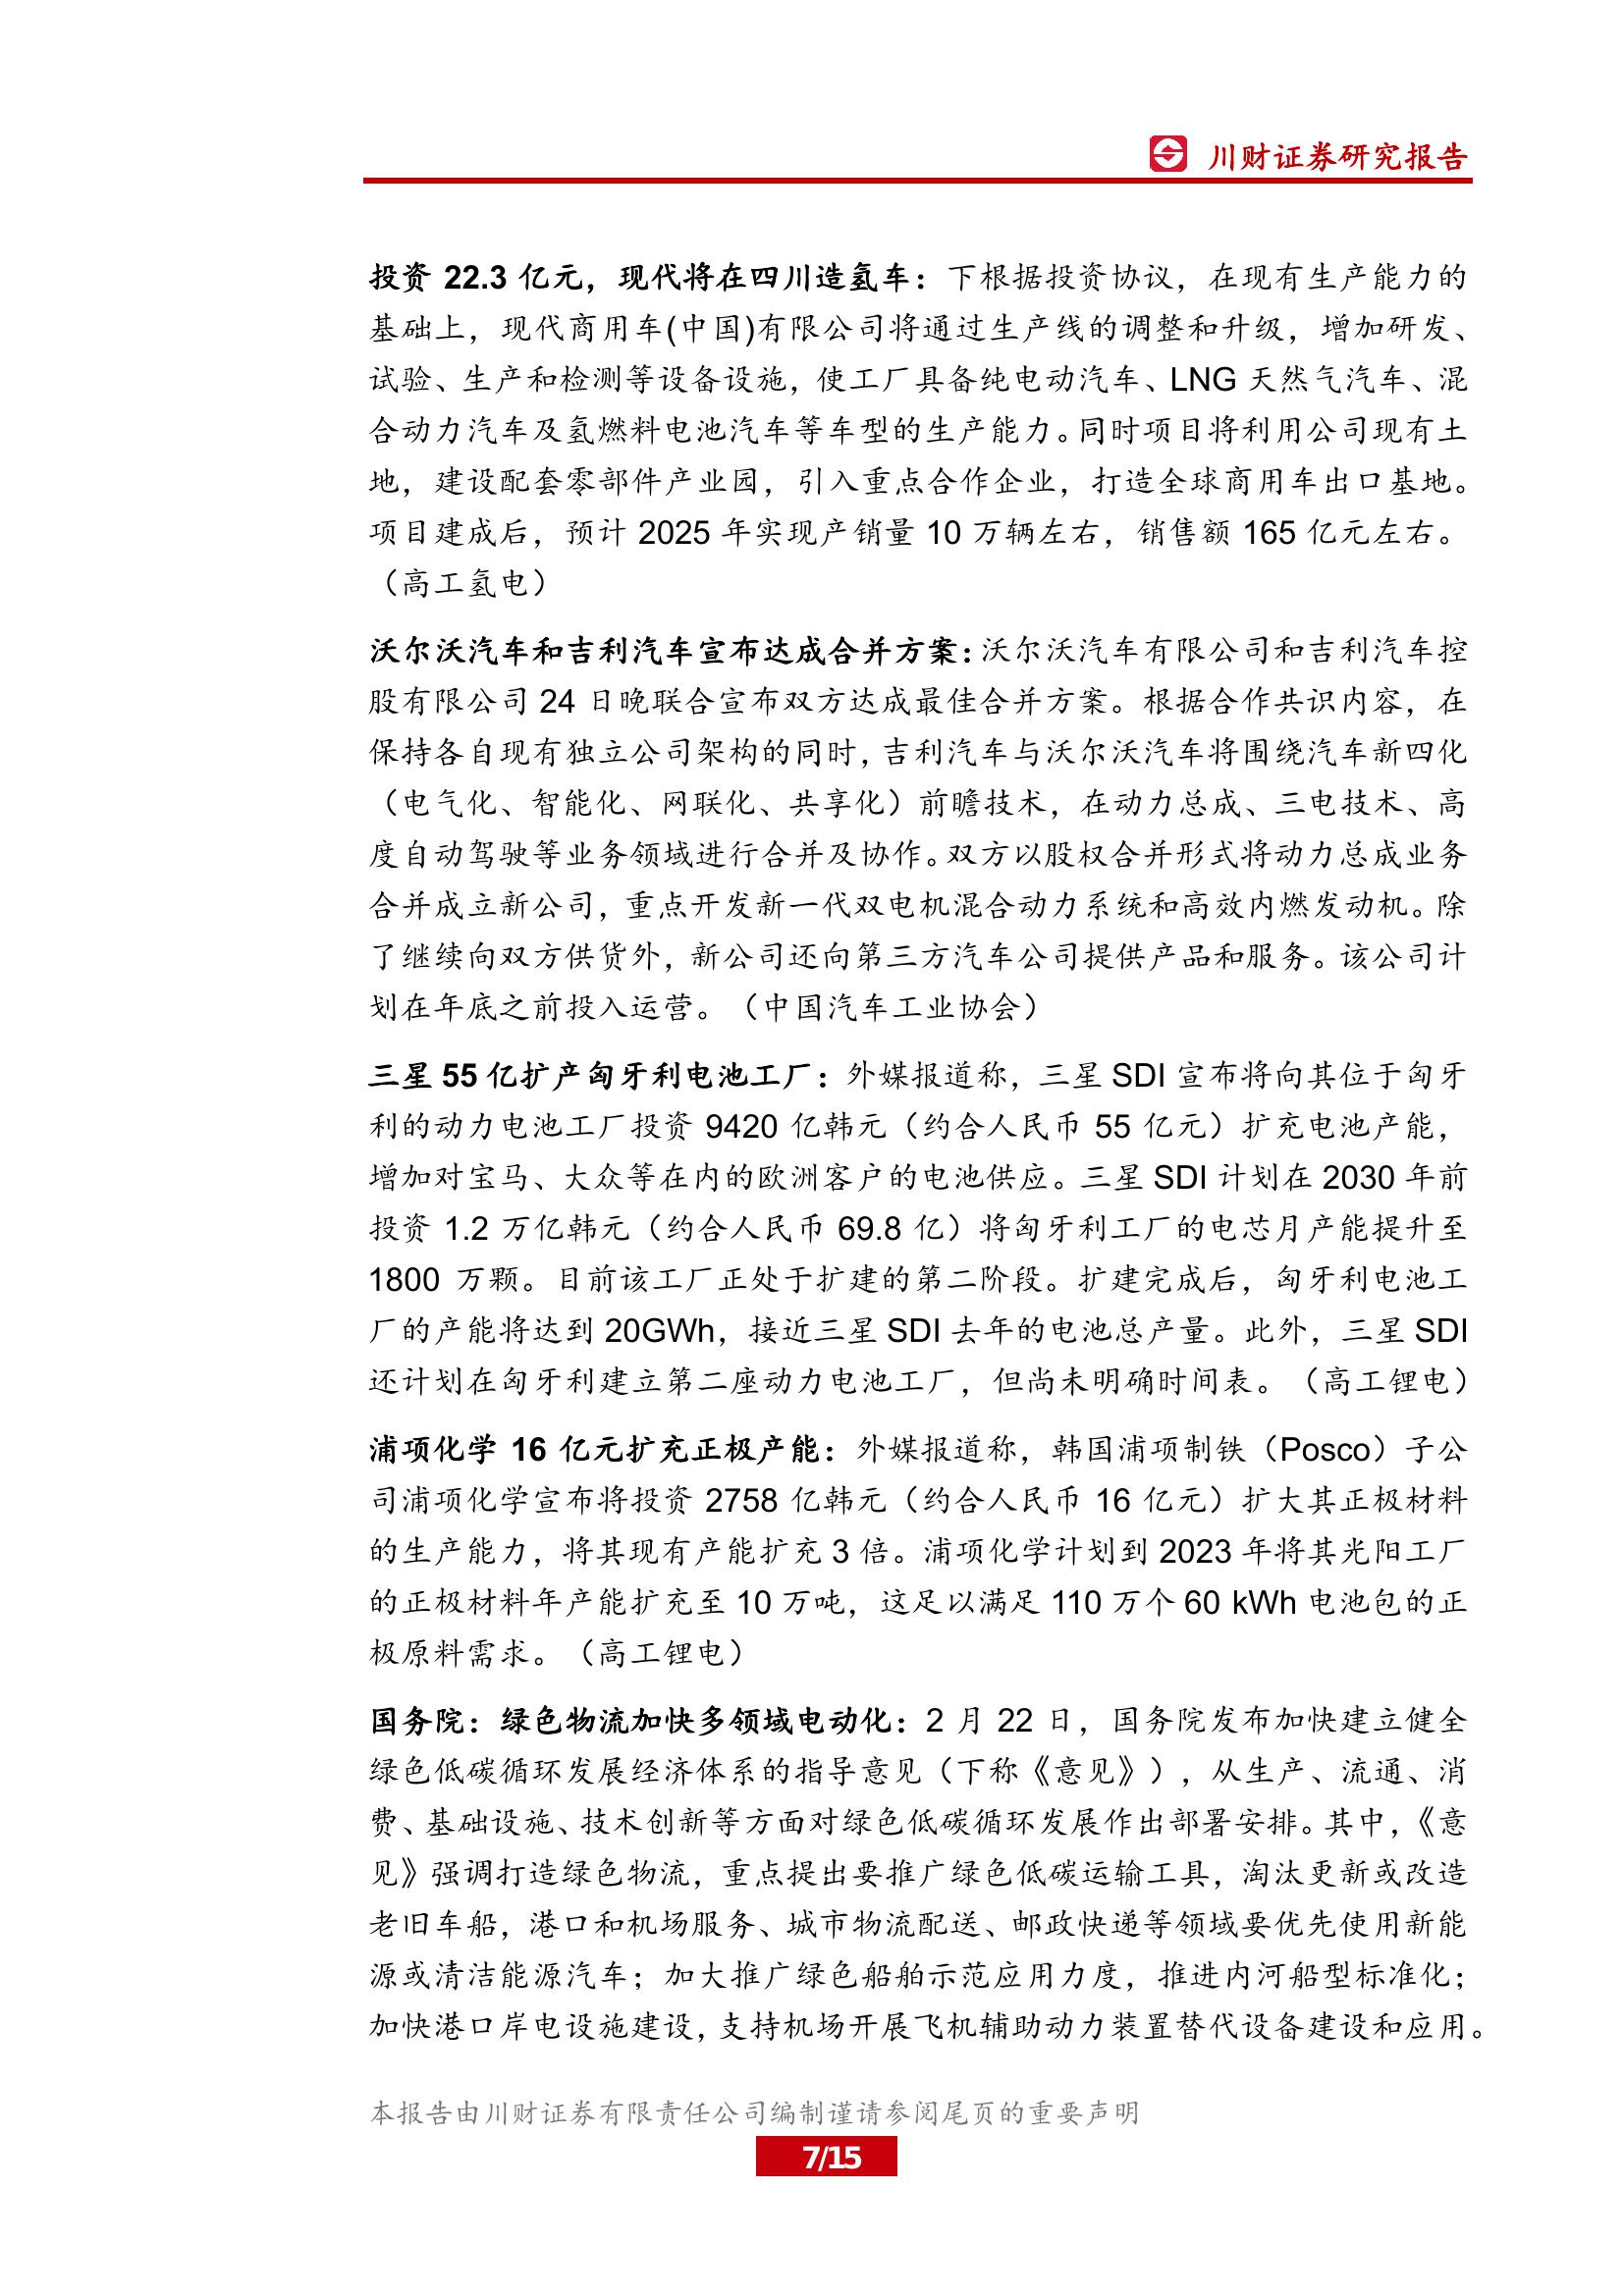 川财证券研究报告
投资 22.3 亿元，现代将在四川造氢车：下根据投资协议，在现有生产能力的
基础上，现代商用车(中国)有限公司将通过生产线的调整和升级，增加研发、
试验、生产和检测等设备设施，使工厂具备纯电动汽车、LNG 天然气汽车、混
合动力汽车及氢燃料电池汽车等车型的生产能力。同时项目将利用公司现有土
地，建设配套零部件产业园，引入重点合作企业，打造全球商用车出口基地。
项目建成后，预计 2025 年实现产销量 10 万辆左右，销售额 165 亿元左右。
（高工氢电）
沃尔沃汽车和吉利汽车宣布达成合并方案：沃尔沃汽车有限公司和吉利汽车控
股有限公司 24 日晚联合宣布双方达成最佳合并方案。根据合作共识内容，在
保持各自现有独立公司架构的同时，吉利汽车与沃尔沃汽车将围绕汽车新四化
（电气化、智能化、网联化、共享化）前瞻技术，在动力总成、三电技术、高
度自动驾驶等业务领域进行合并及协作。双方以股权合并形式将动力总成业务
合并成立新公司，重点开发新一代双电机混合动力系统和高效内燃发动机。除
了继续向双方供货外，新公司还向第三方汽车公司提供产品和服务。该公司计
划在年底之前投入运营。（中国汽车工业协会）
三星 55 亿扩产匈牙利电池工厂：外媒报道称，三星 SDI 宣布将向其位于匈牙
利的动力电池工厂投资 9420 亿韩元（约合人民币 55 亿元）扩充电池产能，
增加对宝马、大众等在内的欧洲客户的电池供应。三星 SDI 计划在 2030 年前
投资 1.2 万亿韩元（约合人民币 69.8 亿）将匈牙利工厂的电芯月产能提升至
1800 万颗。目前该工厂正处于扩建的第二阶段。扩建完成后，匈牙利电池工
厂的产能将达到 20GWh，接近三星 SDI 去年的电池总产量。此外，三星 SDI
还计划在匈牙利建立第二座动力电池工厂，但尚未明确时间表。（高工锂电）
浦项化学 16 亿元扩充正极产能：外媒报道称，韩国浦项制铁（Posco）子公
司浦项化学宣布将投资 2758 亿韩元（约合人民币 16 亿元）扩大其正极材料
的生产能力，将其现有产能扩充 3 倍。浦项化学计划到 2023 年将其光阳工厂
的正极材料年产能扩充至 10 万吨，这足以满足 110 万个 60 kWh 电池包的正
极原料需求。（高工锂电）
国务院：绿色物流加快多领域电动化：2 月 22 日，国务院发布加快建立健全
绿色低碳循环发展经济体系的指导意见（下称《意见》），从生产、流通、消
费、基础设施、技术创新等方面对绿色低碳循环发展作出部署安排。其中，《意
见》强调打造绿色物流，重点提出要推广绿色低碳运输工具，淘汰更新或改造
老旧车船，港口和机场服务、城市物流配送、邮政快递等领域要优先使用新能
源或清洁能源汽车；加大推广绿色船舶示范应用力度，推进内河船型标准化；
加快港口岸电设施建设，支持机场开展飞机辅助动力装置替代设备建设和应用。
本报告由川财证券有限责任公司编制谨请参阅尾页的重要声明
7/15